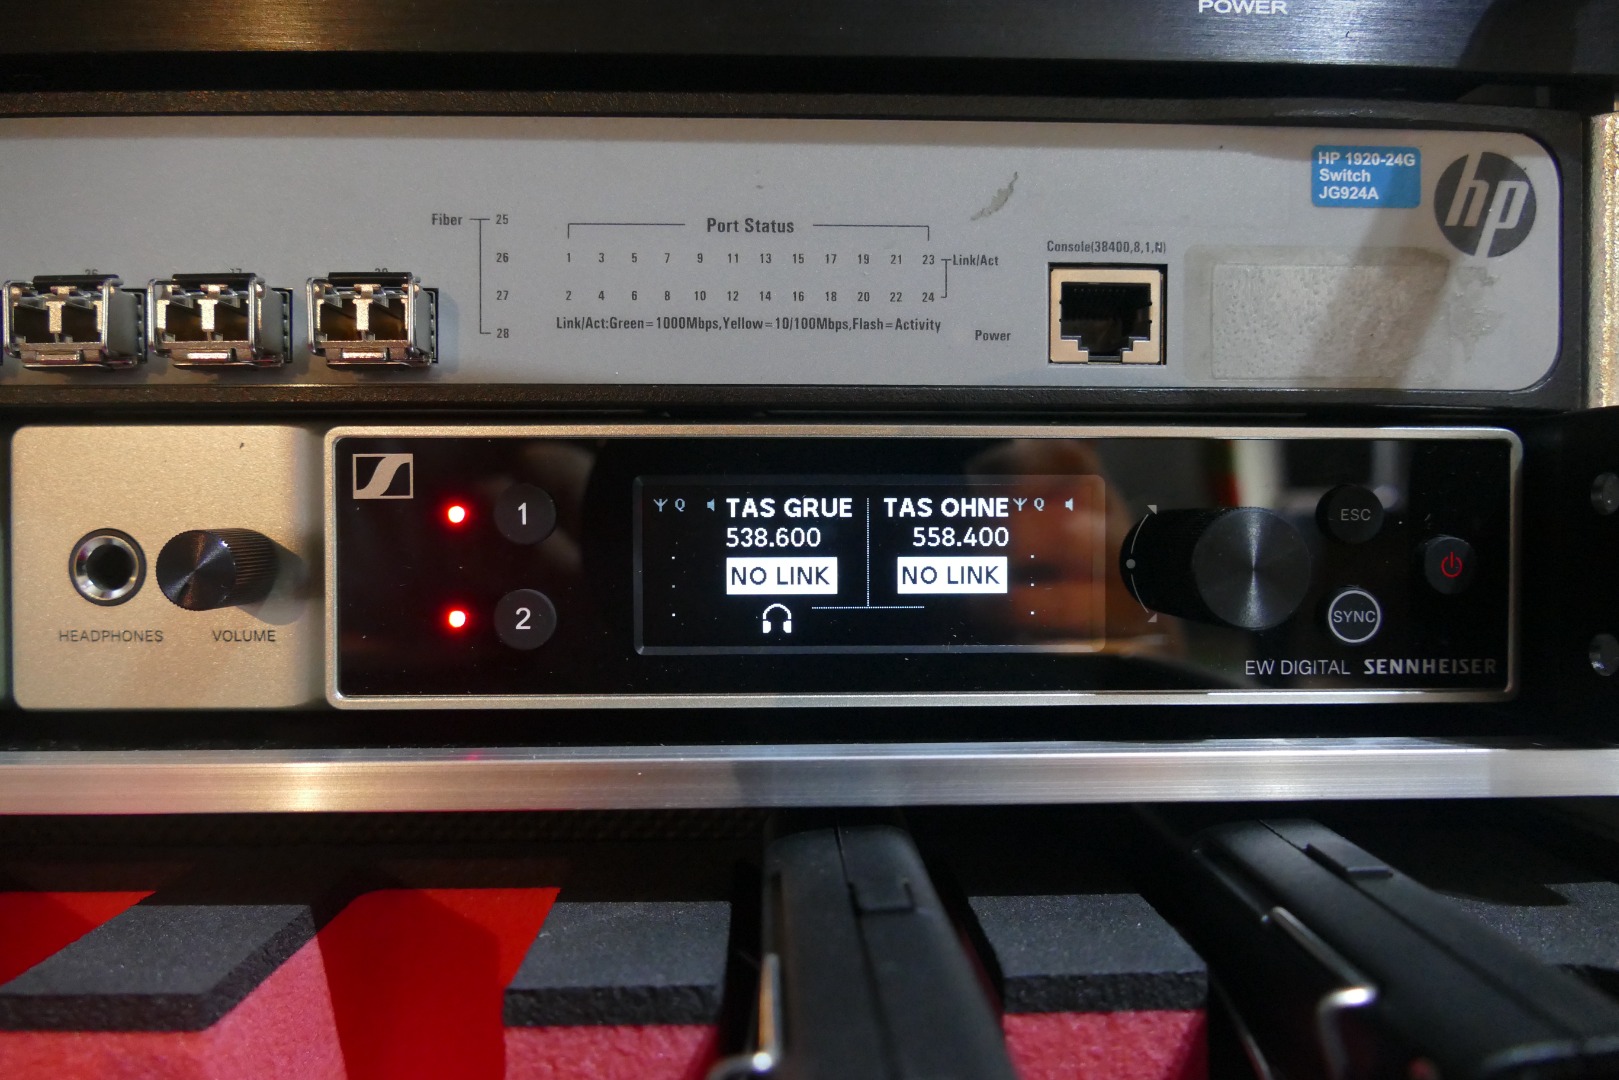 POWER
HP 1920-24G
Switch
JG924A
hp
Fiber
25
26
27
28
Port Status
1 3 5 7 9 11 13 15 17 19 21 23 Link/Act
2 4 6 8 10 12 14 16 18 20 22 24
Link/Act:Green=1000Mbps,Yellow=10/100Mbps,Flash=Activity
Power
Console(38400,8,1,N)
HEADPHONES
VOLUME
1
2
TAS GRUE
538.600
NO LINK
TAS OHNE
558.400
NO LINK
ESC
SYNC
EW DIGITAL SENNHEISER